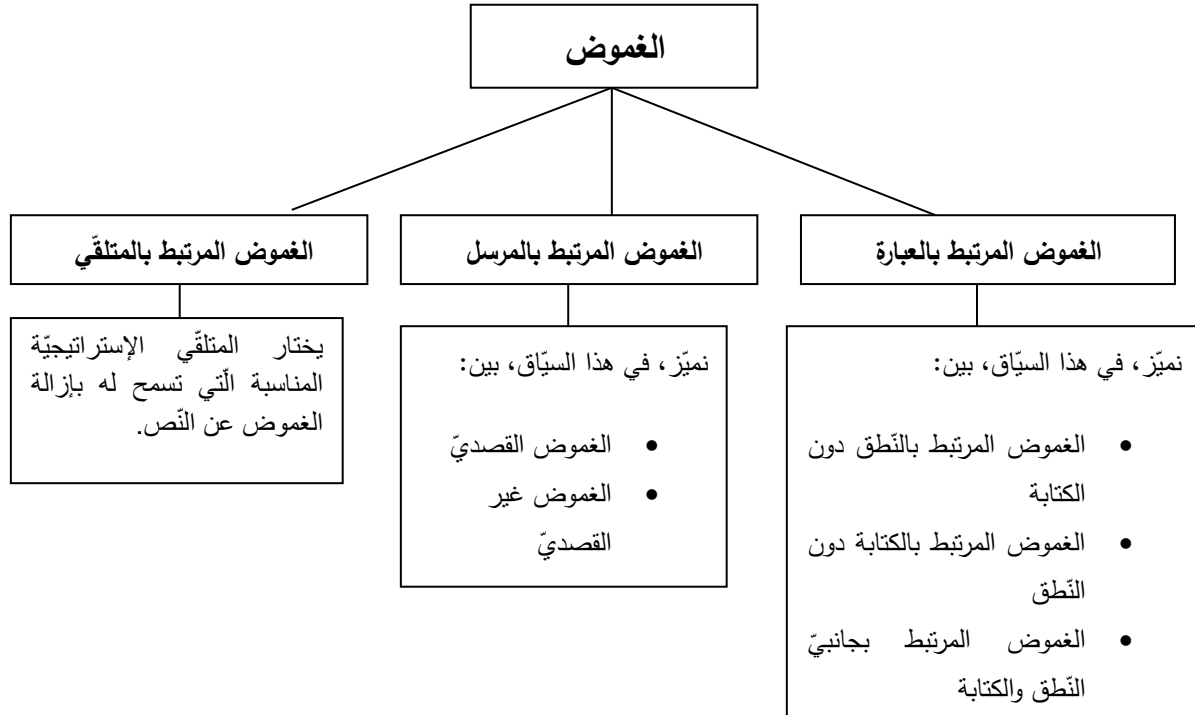 الغموض
الغموض المرتبط بالعبارة
الغموض المرتبط بالمرسل
الغموض المرتبط بالمتلقّي
نميّز، في هذا السيّاق، بين:
• الغموض المرتبط بالنّطق دون
الكتابة
• الغموض المرتبط بالكتابة دون
النّطق
• الغموض المرتبط بجانبيّ
النّطق والكتابة
نميّز، في هذا السيّاق، بين:
• الغموض القصديّ
• الغموض غير
القصديّ
يختار المتلقّي الإستراتيجيّة
المناسبة الّتي تسمح له بإزالة
الغموض عن النّص.